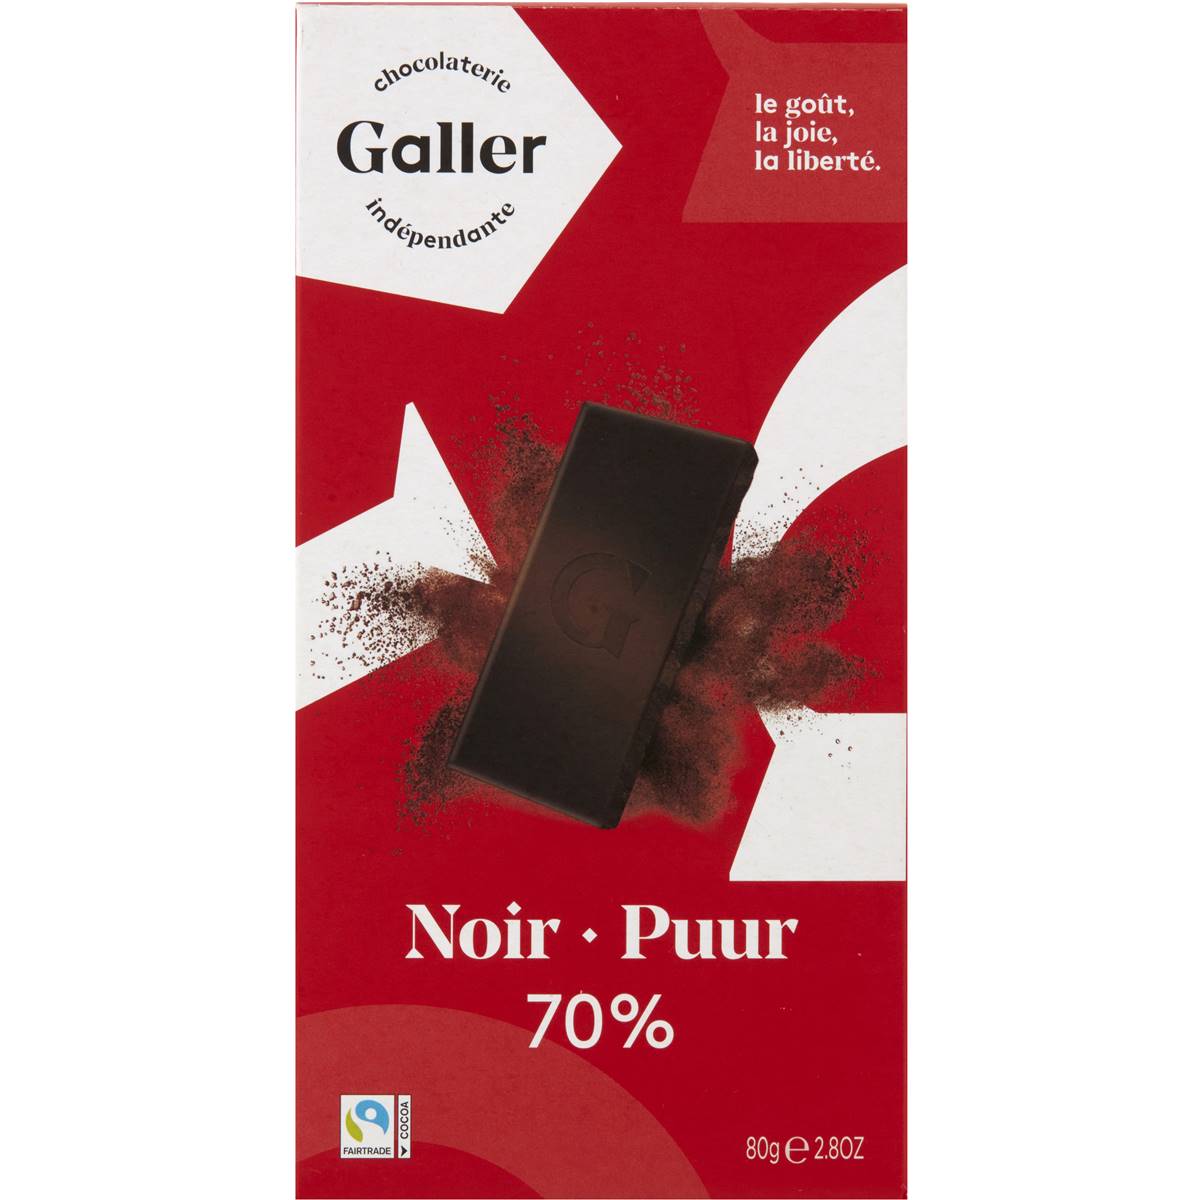 chocolaterie
Galler
indépendante
le goût,
la joie,
la liberté.
G
Noir · Puur
70%
FAIRTRADE
COCOA
80g e 2.8OZ